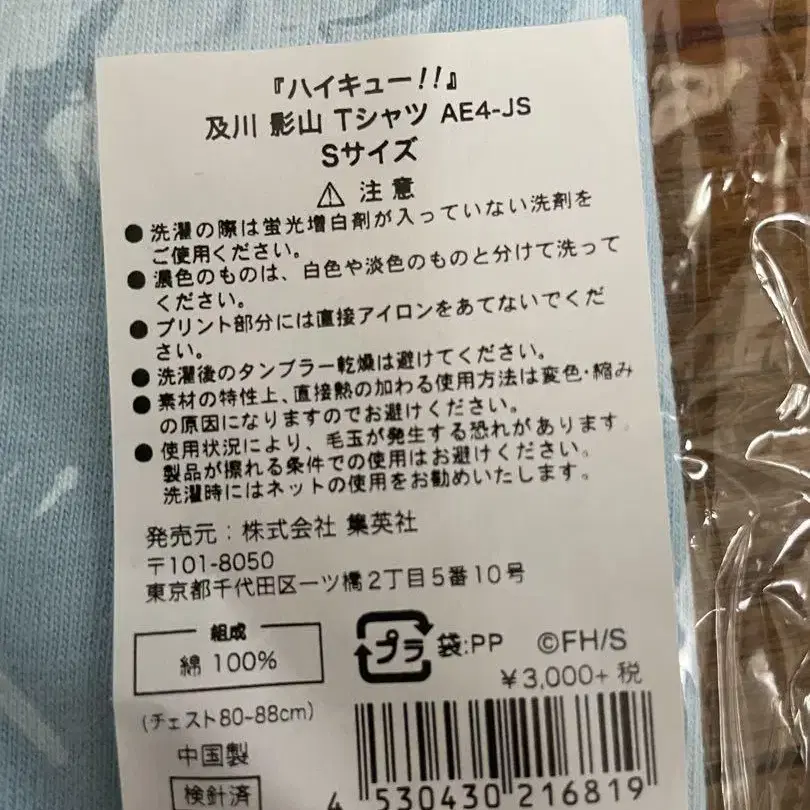 『ハイキュー!!』
及川 影山 Tシャツ AE4-JS
Sサイズ
⚠ 注意
●洗濯の際は蛍光増白剤が入っていない洗剤を
ご使用ください。
●濃色のものは、白色や淡色のものと分けて洗って
ください。
●プリント部分には直接アイロンをあてないでくだ
さい。
●洗濯後のタンブラー乾燥は避けてください。
●素材の特性上、直接熱の加わる使用方法は変色・縮み
の原因になりますのでお避けください。
●使用状況により、毛玉が発生する恐れがあります。
製品が擦れる条件での使用はお避けください。
洗濯時にはネットの使用をお勧めいたします。
発売元:株式会社 集英社
〒101-8050
東京都千代田区一ツ橋2丁目5番10号
組成
綿 100%
プラ 袋:PP ©FH/S
¥3,000+税
(チェスト80~88cm)
中国製
検針済
4 530430 216819